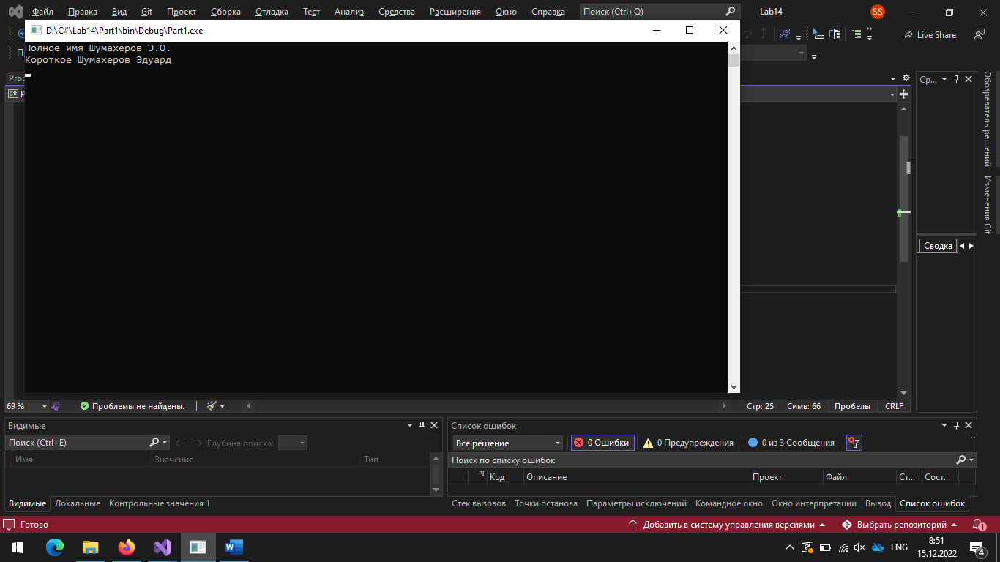 Файл Правка Вид Git Проект Сборка Отладка Тест Анализ Средства Расширения Окно Справка Поиск (Ctrl+Q) Lab14 SS
D:\C#\Lab14\Part1\bin\Debug\Part1.exe
Live Share
Полное имя Шумахеров Э.О.
Короткое Шумахеров Эдуард
Prog
Ср...
C# P
Обозреватель решений
Изменения Git
Сводка
69 % Проблемы не найдены. Стр: 25 Симв: 66 Пробелы CRLF
Видимые
Поиск (Ctrl+E) Глубина поиска:
Имя Значение Тип
Видимые Локальные Контрольные значения 1
Список ошибок
Все решение 0 Ошибки 0 Предупреждения 0 из 3 Сообщения
Поиск по списку ошибок
Код Описание Проект Файл Ст... Сост...
Стек вызовов Точки останова Параметры исключений Командное окно Окно интерпретации Вывод Список ошибок
Готово Добавить в систему управления версиями Выбрать репозиторий 1
ENG 8:51
15.12.2022 4